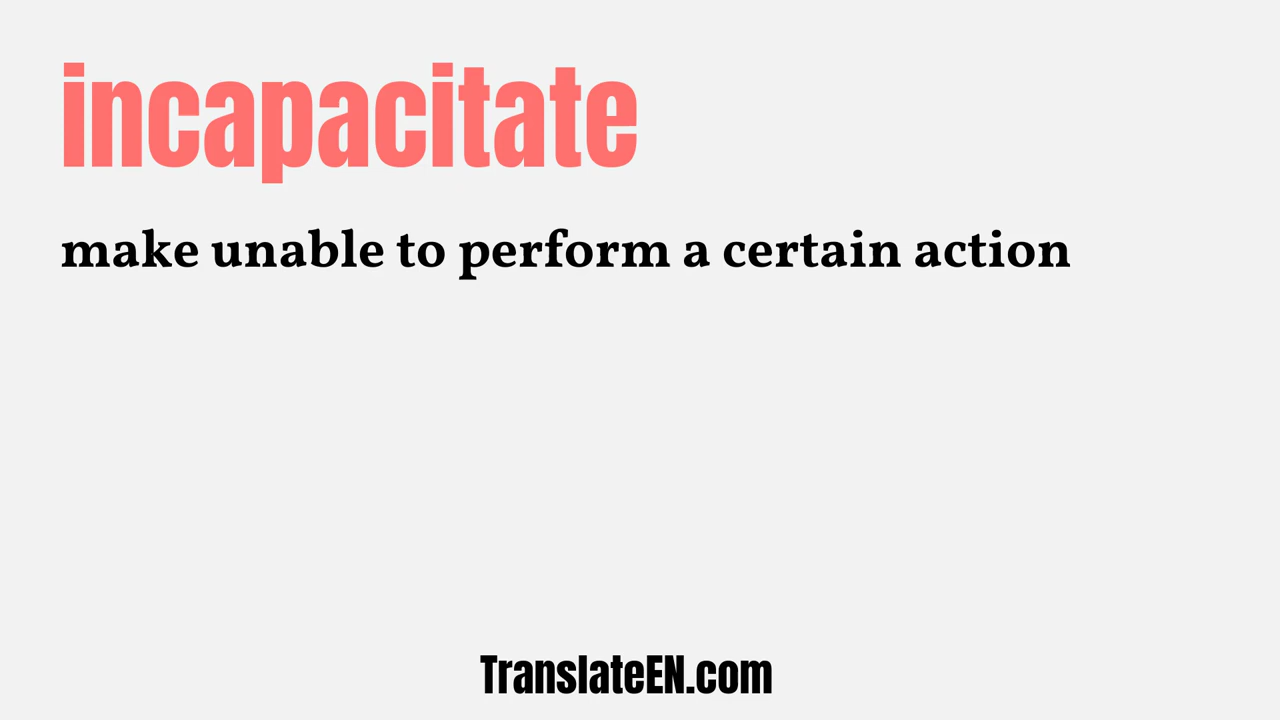 incapacitate
make unable to perform a certain action
TranslateEN.com